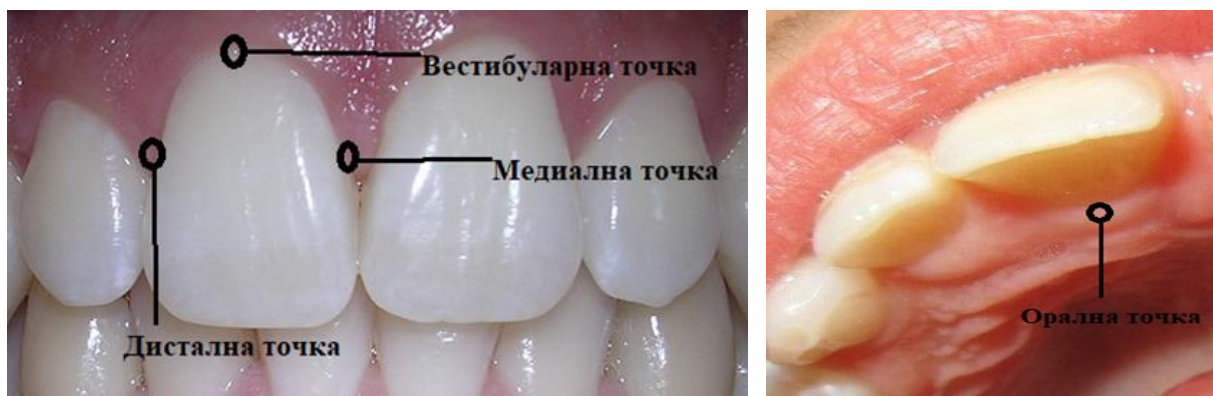 Вестибуларна точка
Медиална точка
Дистална точка
Орална точка